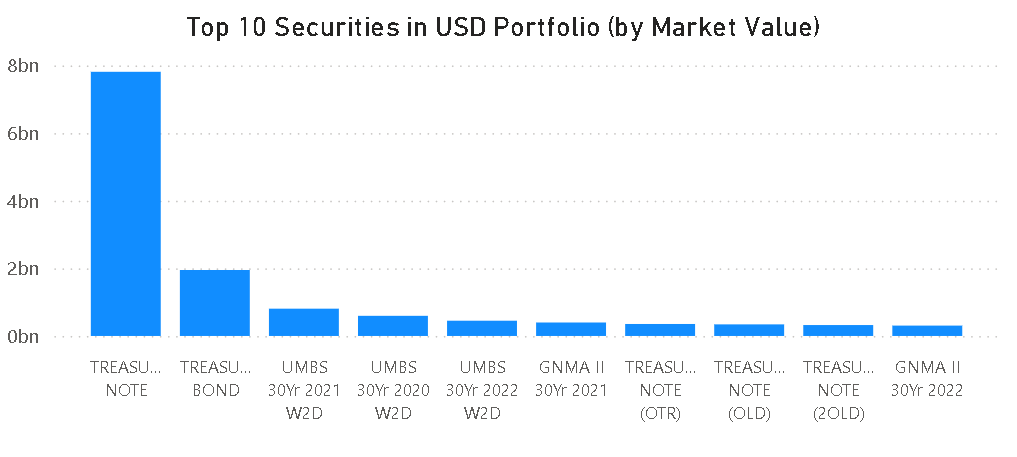 Top 10 Securities in USD Portfolio (by Market Value)
8bn
6bn
4bn
2bn
0bn
TREASU...
NOTE
TREASU...
BOND
UMBS
30Yr 2021
W2D
UMBS
30Yr 2020
W2D
UMBS
30Yr 2022
W2D
GNMA II
30Yr 2021
TREASU...
NOTE
(OTR)
TREASU...
NOTE
(OLD)
TREASU...
NOTE
(2OLD)
GNMA II
30Yr 2022